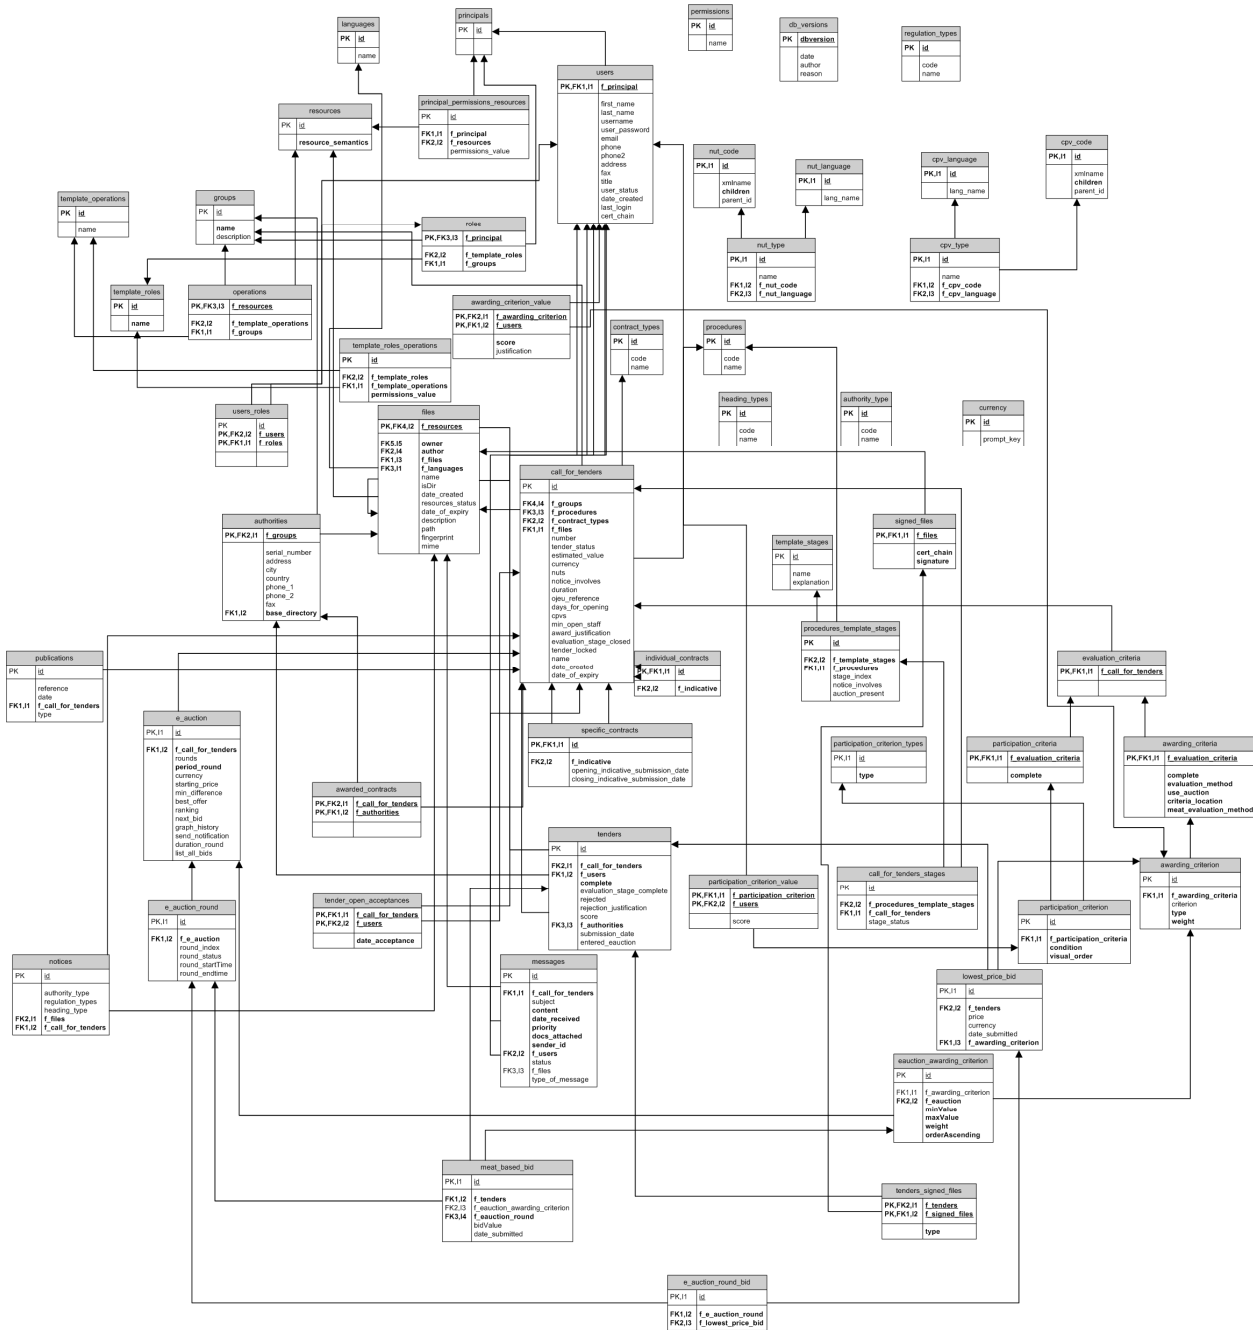 languages
PK id
name
principals
PK id
permissions
PK id
name
db_versions
PK dbversion
date
author
reason
regulation_types
PK id
code
name
users
PK,FK1,I1 f_principal
first_name
last_name
username
user_password
email
phone
phone2
address
fax
title
user_status
date_created
last_login
cert_chain
principal_permissions_resources
PK id
FK1,I1 f_principal
FK2,I2 f_resources
permissions_value
resources
PK id
resource_semantics
nut_code
PK,I1 id
xmlname
children
parent_id
nut_language
PK,I1 id
lang_name
cpv_language
PK,I1 id
lang_name
cpv_code
PK,I1 id
xmlname
children
parent_id
template_operations
PK id
name
groups
PK id
name
description
roles
PK,FK3,I3 f_principal
FK2,I2 f_template_roles
FK1,I1 f_groups
nut_type
PK,I1 id
name
FK1,I2 f_nut_code
FK2,I3 f_nut_language
cpv_type
PK,I1 id
name
FK1,I2 f_cpv_code
FK2,I3 f_cpv_language
template_roles
PK id
name
operations
PK,FK3,I3 f_resources
FK2,I2 f_template_operations
FK1,I1 f_groups
awarding_criterion_value
PK,FK2,I1 f_awarding_criterion
PK,FK1,I2 f_users
score
justification
contract_types
PK id
code
name
procedures
PK id
code
name
template_roles_operations
PK id
FK2,I2 f_template_roles
FK1,I1 f_template_operations
permissions_value
heading_types
PK id
code
name
authority_type
PK id
code
name
currency
PK id
prompt_key
users_roles
PK id
PK,FK2,I2 f_users
PK,FK1,I1 f_roles
files
PK,FK4,I2 f_resources
FK5,I5 owner
FK2,I4 author
FK1,I3 f_files
FK3,I1 f_languages
name
isDir
date_created
resources_status
date_of_expiry
description
path
fingerprint
mime
call_for_tenders
PK id
FK4,I4 f_groups
FK3,I3 f_procedures
FK2,I2 f_contract_types
FK1,I1 f_files
number
tender_status
estimated_value
currency
nuts
notice_involves
duration
ojeu_reference
days_for_opening
cpvs
min_open_staff
award_justification
evaluation_stage_closed
tender_locked
name
date_created
date_of_expiry
authorities
PK,FK2,I1 f_groups
serial_number
address
city
country
phone_1
phone_2
fax
FK1,I2 base_directory
signed_files
PK,FK1,I1 f_files
cert_chain
signature
template_stages
PK id
name
explanation
procedures_template_stages
PK id
FK2,I2 f_template_stages
FK1,I1 f_procedures
stage_index
notice_involves
auction_present
publications
PK id
reference
date
FK1,I1 f_call_for_tenders
type
individual_contracts
PK,FK1,I1 id
FK2,I2 f_indicative
evaluation_criteria
PK,FK1,I1 f_call_for_tenders
e_auction
PK,I1 id
FK1,I2 f_call_for_tenders
rounds
period_round
currency
starting_price
min_difference
best_offer
ranking
next_bid
graph_history
send_notification
duration_round
list_all_bids
specific_contracts
PK,FK1,I1 id
FK2,I2 f_indicative
opening_indicative_submission_date
closing_indicative_submission_date
participation_criterion_types
PK,I1 id
type
participation_criteria
PK,FK1,I1 f_evaluation_criteria
complete
awarding_criteria
PK,FK1,I1 f_evaluation_criteria
complete
evaluation_method
use_auction
criteria_location
meat_evaluation_method
awarded_contracts
PK,FK2,I1 f_call_for_tenders
PK,FK1,I2 f_authorities
tenders
PK id
FK2,I1 f_call_for_tenders
FK1,I2 f_users
complete
evaluation_stage_complete
rejected
rejection_justification
score
FK3,I3 f_authorities
submission_date
entered_eauction
participation_criterion_value
PK,FK1,I1 f_participation_criterion
PK,FK2,I2 f_users
score
call_for_tenders_stages
PK id
FK2,I2 f_procedures_template_stages
FK1,I1 f_call_for_tenders
stage_status
awarding_criterion
PK id
FK1,I1 f_awarding_criteria
criterion
type
weight
tender_open_acceptances
PK,FK1,I1 f_call_for_tenders
PK,FK2,I2 f_users
date_acceptance
e_auction_round
PK,I1 id
FK1,I2 f_e_auction
round_index
round_status
round_startTime
round_endtime
participation_criterion
PK id
FK1,I1 f_participation_criteria
condition
visual_order
notices
PK id
authority_type
regulation_types
heading_type
FK2,I1 f_files
FK1,I2 f_call_for_tenders
messages
PK id
FK1,I1 f_call_for_tenders
subject
content
date_received
priority
docs_attached
sender_id
FK2,I2 f_users
status
FK3,I3 f_files
type_of_message
lowest_price_bid
PK,I1 id
FK2,I2 f_tenders
price
currency
date_submitted
FK1,I3 f_awarding_criterion
eauction_awarding_criterion
PK id
FK1,I1 f_awarding_criterion
FK2,I2 f_eauction
minValue
maxValue
weight
orderAscending
meat_based_bid
PK,I1 id
FK1,I2 f_tenders
FK2,I3 f_eauction_awarding_criterion
FK3,I4 f_eauction_round
bidValue
date_submitted
tenders_signed_files
PK,FK2,I1 f_tenders
PK,FK1,I2 f_signed_files
type
e_auction_round_bid
PK,I1 id
FK1,I2 f_e_auction_round
FK2,I3 f_lowest_price_bid